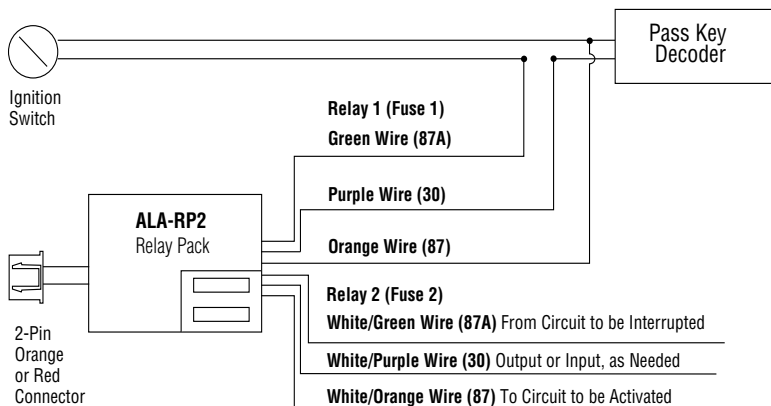 Pass Key
Decoder
Ignition
Switch
Relay 1 (Fuse 1)
Green Wire (87A)
Purple Wire (30)
ALA-RP2
Relay Pack
Orange Wire (87)
Relay 2 (Fuse 2)
White/Green Wire (87A) From Circuit to be Interrupted
2-Pin
Orange
or Red
Connector
White/Purple Wire (30) Output or Input, as Needed
White/Orange Wire (87) To Circuit to be Activated